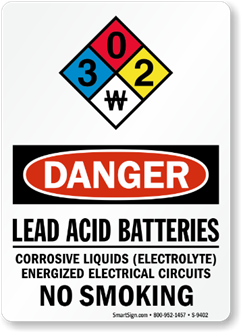 0
3 2
W
DANGER
LEAD ACID BATTERIES
CORROSIVE LIQUIDS (ELECTROLYTE)
ENERGIZED ELECTRICAL CIRCUITS
NO SMOKING
SmartSign.com • 800-952-1457 • S-9402